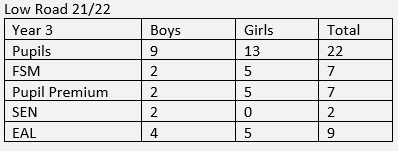 Low Road 21/22
Year 3 Boys Girls Total
Pupils 9 13 22
FSM 2 5 7
Pupil Premium 2 5 7
SEN 2 0 2
EAL 4 5 9